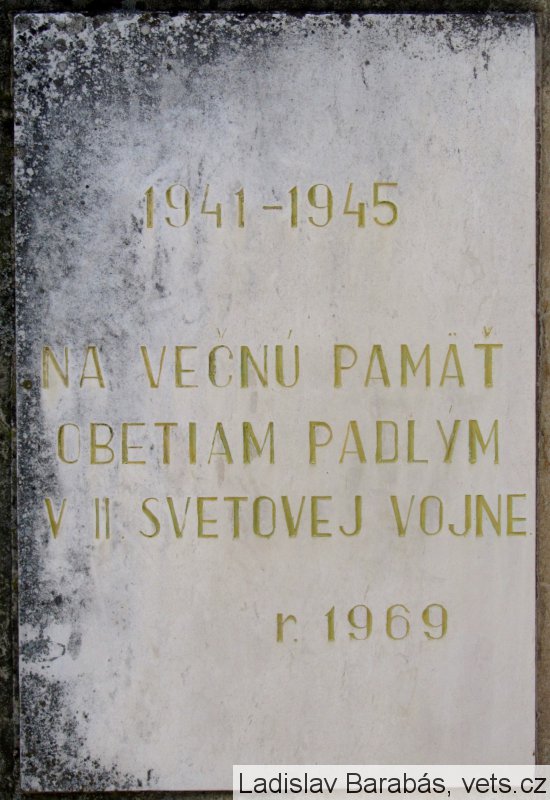 1941-1945
NA VEČNÚ PAMÄŤ
OBETIAM PADLÝM
V II. SVETOVEJ VOJNE.
r. 1969
Ladislav Barabás, vets.cz